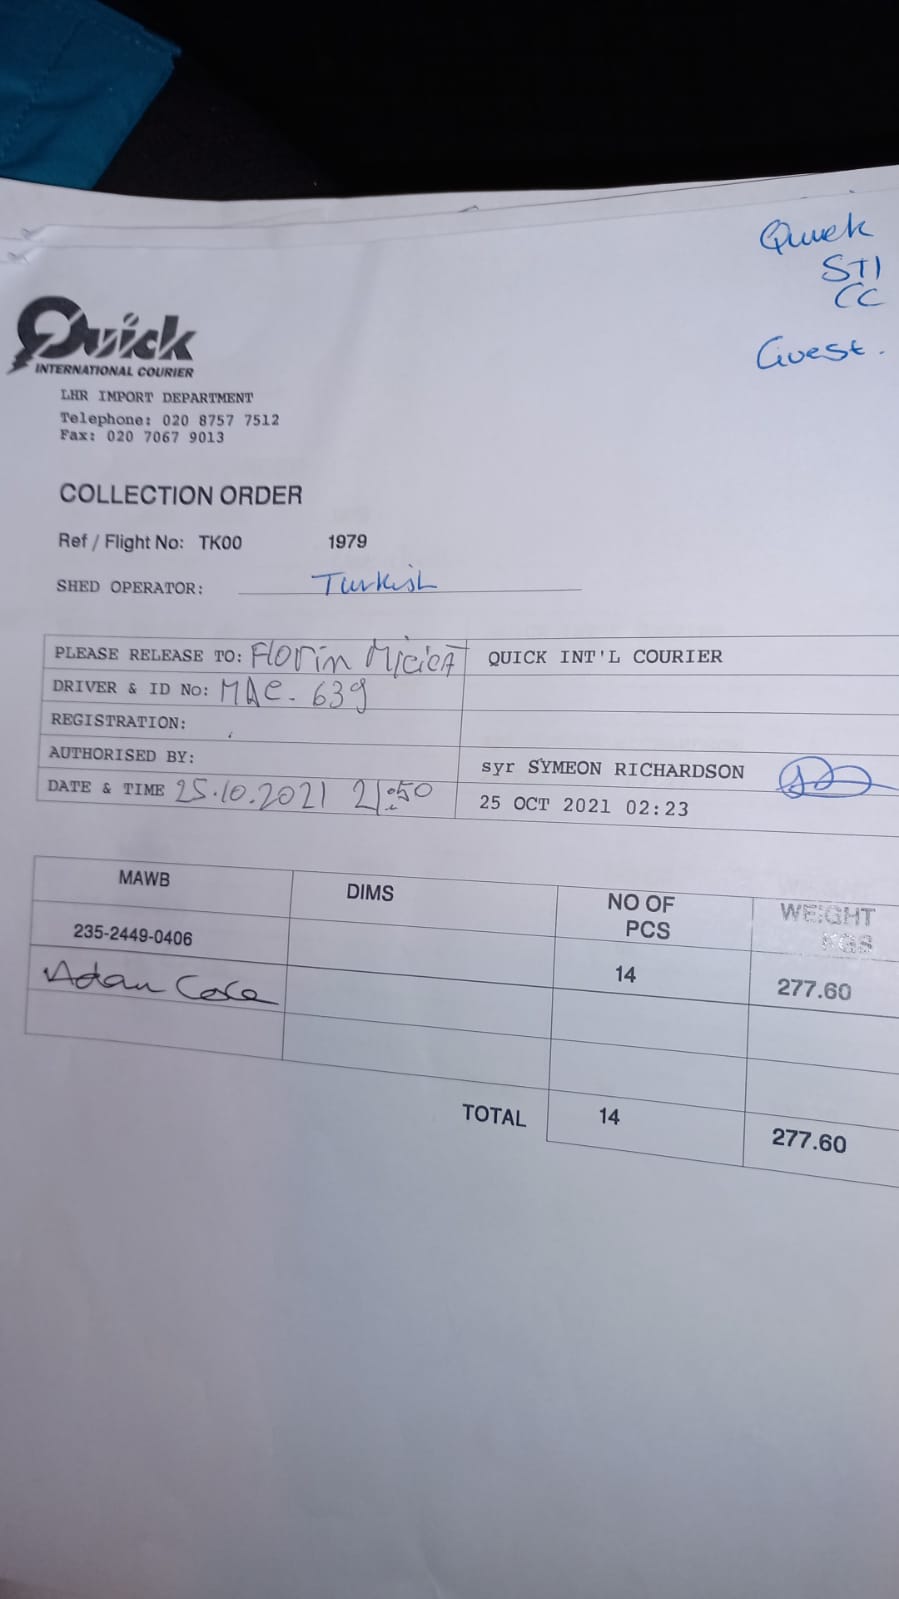 Quick
STI
CC
Guest.
Quick
INTERNATIONAL COURIER
LHR IMPORT DEPARTMENT
Telephone: 020 8757 7512
Fax: 020 7067 9013
COLLECTION ORDER
Ref / Flight No: TK00 1979
SHED OPERATOR: Turkish
PLEASE RELEASE TO: Florin QUICK INT'L COURIER
DRIVER & ID No: MAC-639
REGISTRATION:
AUTHORISED BY: syr SYMEON RICHARDSON
DATE & TIME 25.10.2021 21:50 25 OCT 2021 02:23
MAWB DIMS NO OF PCS WEIGHT KGS
235-2449-0406 14 277.60
Adam
TOTAL 14 277.60